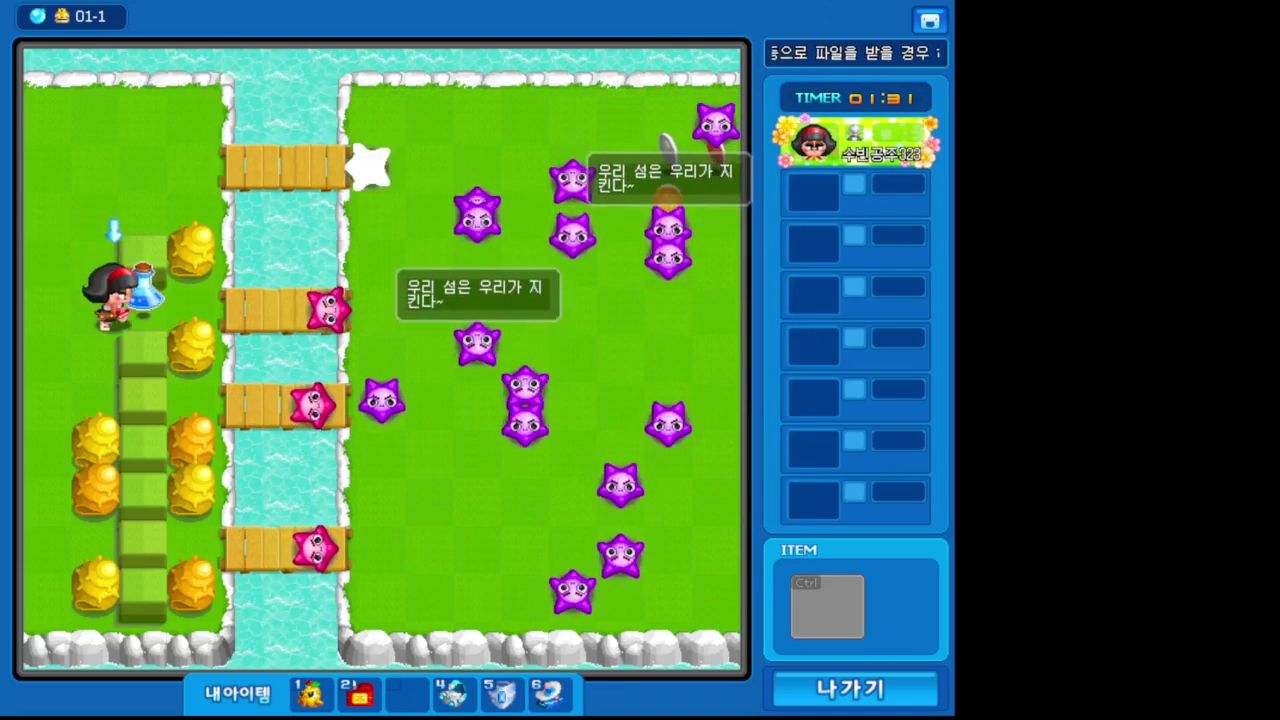 01-1
등으로 파일을 받을 경우
TIMER 01:31
수빈공주323
우리 섬은 우리가 지
킨다~
우리 섬은 우리가 지
킨다~
ITEM
Ctrl
내아이템
1
2
4
5
6
나가기